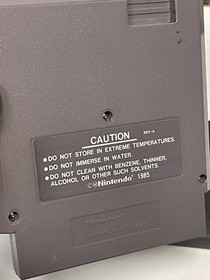 CAUTION
REV-A
• DO NOT STORE IN EXTREME TEMPERATURES.
• DO NOT IMMERSE IN WATER.
• DO NOT CLEAN WITH BENZENE, THINNER,
ALCOHOL OR OTHER SUCH SOLVENTS.
©®Nintendo® 1985